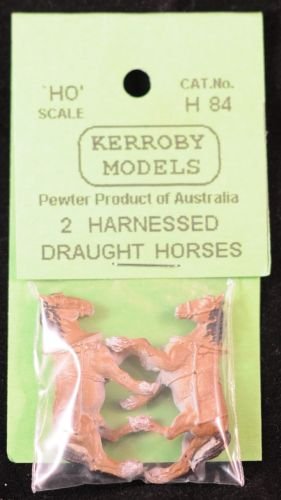 'HO'
SCALE
CAT.No.
H 84
KERROBY
MODELS
Pewter Product of Australia
2 HARNESSED
DRAUGHT HORSES